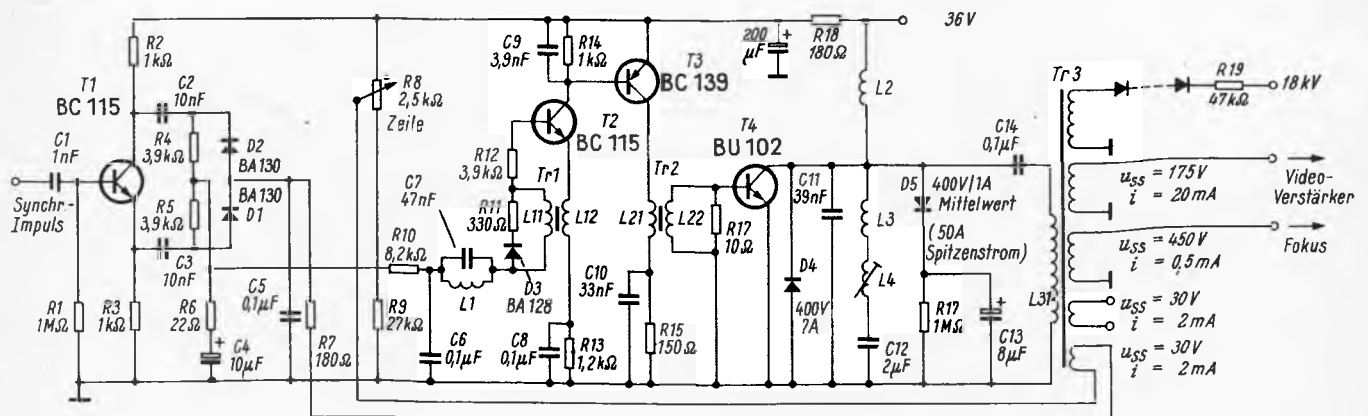 R2
1kΩ
T1
BC 115
C1
1nF
Synchr.-
Impuls
R1
1MΩ
R3
1kΩ
C2
10nF
R4
3,9kΩ
R5
3,9kΩ
C3
10nF
D2
BA130
BA130
D1
R6
22Ω
C4
10µF
+
C5
0,1µF
R7
180Ω
R8
2,5kΩ
Zeile
R9
27kΩ
R10
8,2kΩ
C7
47nF
L1
C6
0,1µF
C9
3,9nF
R14
1kΩ
T2
BC 115
R12
3,9kΩ
R11
330Ω
D3
BA128
Tr1
L11
L12
C8
0,1µF
R13
1,2kΩ
T3
BC 139
Tr2
L21
L22
C10
33nF
R15
150Ω
R17
10Ω
T4
BU 102
200
µF
+
R18
180Ω
36V
L2
D4
400V
7A
C11
39nF
L3
L4
C12
2µF
D5
400V/1A
Mittelwert
(50A
Spitzenstrom)
R17
1MΩ
+
C13
8µF
C14
0,1µF
L31
Tr3
R19
47kΩ
18kV
uSS = 175V
i = 20mA
Video-
Verstärker
uSS = 450V
i = 0,5mA
Fokus
uSS = 30V
i = 2mA
uSS = 30V
i = 2mA